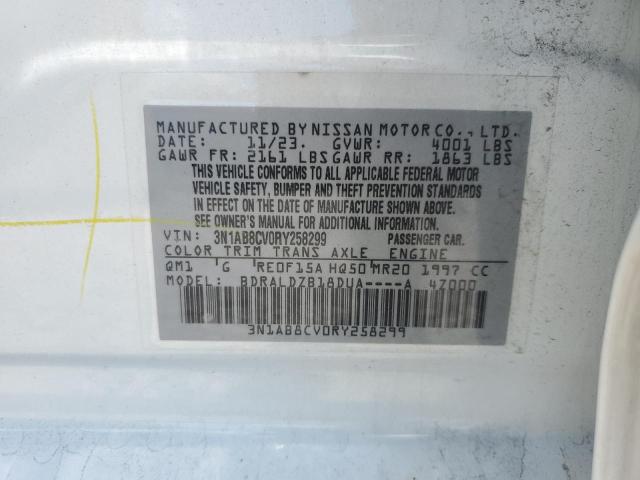 MANUFACTURED BY NISSAN MOTOR CO., LTD.
DATE: 11/23. GVWR: 4001 LBS
GAWR FR: 2161 LBS GAWR RR: 1863 LBS
THIS VEHICLE CONFORMS TO ALL APPLICABLE FEDERAL MOTOR
VEHICLE SAFETY, BUMPER AND THEFT PREVENTION STANDARDS
IN EFFECT ON THE DATE OF MANUFACTURE SHOWN ABOVE.
SEE OWNER'S MANUAL FOR ADDITIONAL INFORMATION.
VIN: 3N1AB8CV0RY258299 PASSENGER CAR.
COLOR TRIM TRANS AXLE ENGINE
QM1 G RE0F15A HQ50 MR20 1997 CC
MODEL: BDRALDZB18DUA----A 4Z000
3N1AB8CV0RY258299